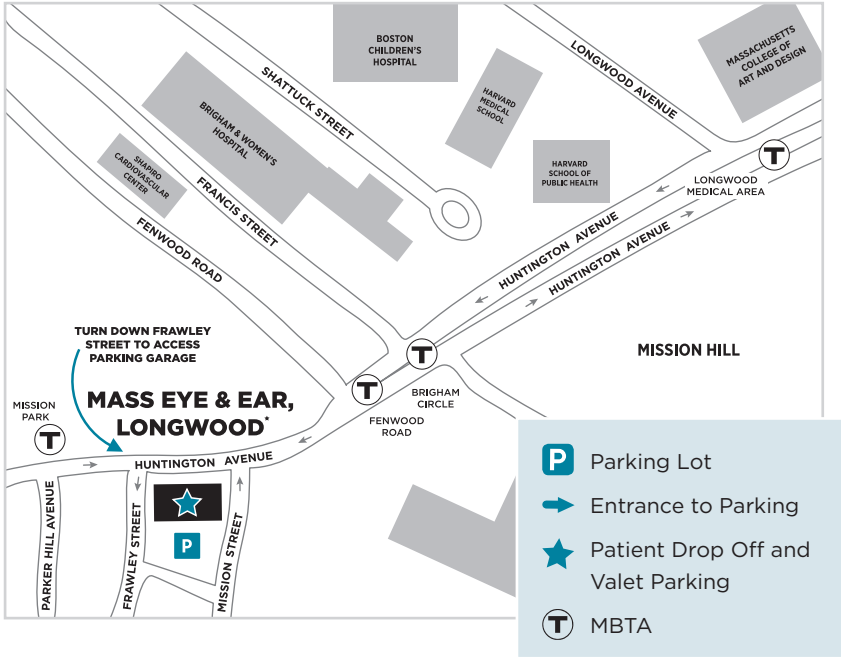 BOSTON
CHILDREN'S
HOSPITAL
LONGWOOD AVENUE
MASSACHUSETTS
COLLEGE OF
ART AND DESIGN
SHATTUCK STREET
HARVARD
MEDICAL
SCHOOL
BRIGHAM & WOMEN'S
HOSPITAL
SHAPIRO
CARDIOVASCULAR
CENTER
HARVARD
SCHOOL OF
PUBLIC HEALTH
T
LONGWOOD
MEDICAL AREA
FRANCIS STREET
FENWOOD ROAD
HUNTINGTON AVENUE
HUNTINGTON AVENUE
TURN DOWN FRAWLEY
STREET TO ACCESS
PARKING GARAGE
MISSION HILL
T
BRIGHAM
CIRCLE
T
FENWOOD
ROAD
MASS EYE & EAR,
LONGWOOD*
MISSION
PARK
T
HUNTINGTON AVENUE
PARKER HILL AVENUE
FRAWLEY STREET
P
MISSION STREET
P Parking Lot
Entrance to Parking
Patient Drop Off and
Valet Parking
T MBTA